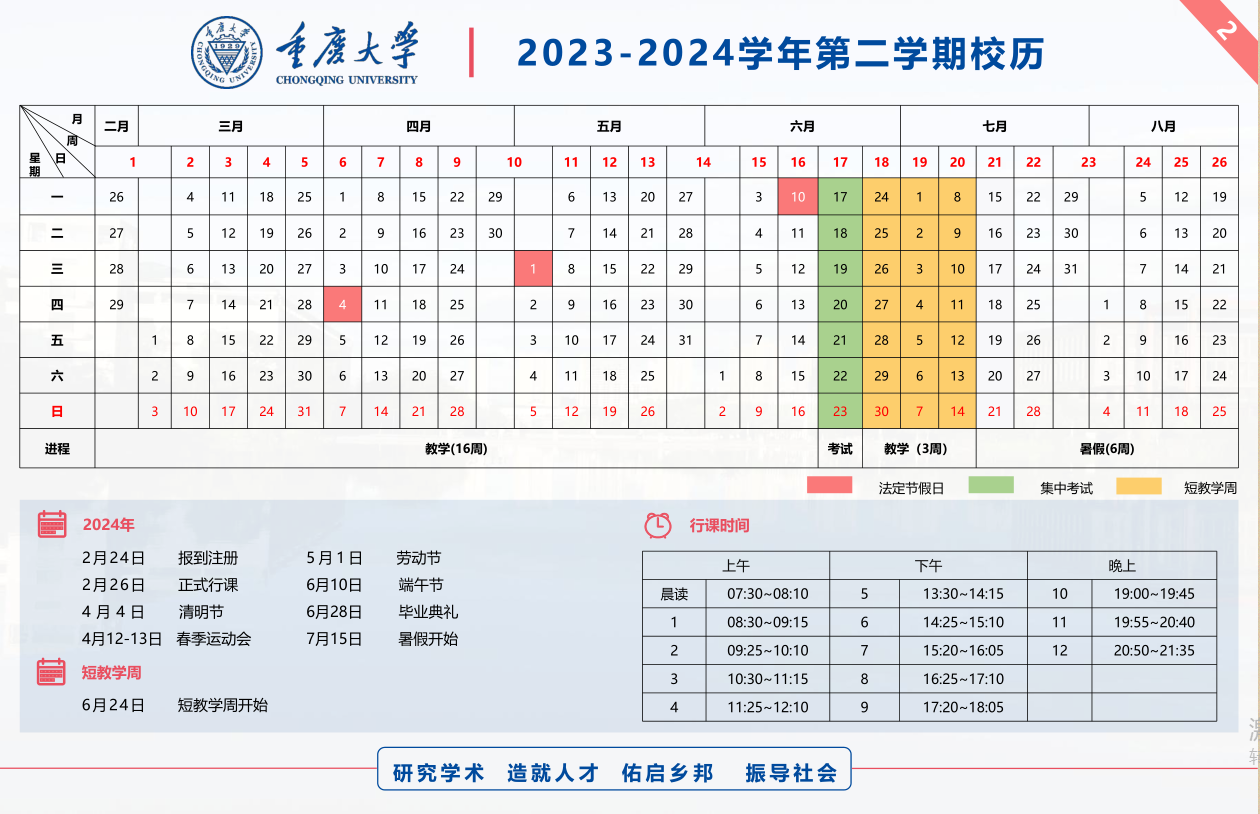 重庆大学
1929
CHONGQING UNIVERSITY
CHONGQING UNIVERSITY
2023-2024学年第二学期校历
2
月 周 日 星期 二月 三月 四月 五月 六月 七月 八月
1 2 3 4 5 6 7 8 9 10 11 12 13 14 15 16 17 18 19 20 21 22 23 24 25 26
一 26 4 11 18 25 1 8 15 22 29 6 13 20 27 3 10 17 24 1 8 15 22 29 5 12 19
二 27 5 12 19 26 2 9 16 23 30 7 14 21 28 4 11 18 25 2 9 16 23 30 6 13 20
三 28 6 13 20 27 3 10 17 24 1 8 15 22 29 5 12 19 26 3 10 17 24 31 7 14 21
四 29 7 14 21 28 4 11 18 25 2 9 16 23 30 6 13 20 27 4 11 18 25 1 8 15 22
五 1 8 15 22 29 5 12 19 26 3 10 17 24 31 7 14 21 28 5 12 19 26 2 9 16 23
六 2 9 16 23 30 6 13 20 27 4 11 18 25 1 8 15 22 29 6 13 20 27 3 10 17 24
日 3 10 17 24 31 7 14 21 28 5 12 19 26 2 9 16 23 30 7 14 21 28 4 11 18 25
进程 教学(16周) 考试 教学（3周) 暑假(6周)
法定节假日 集中考试 短教学周
2024年
2月24日 报到注册 5月1日 劳动节
2月26日 正式行课 6月10日 端午节
4月4日 清明节 6月28日 毕业典礼
4月12-13日 春季运动会 7月15日 暑假开始
短教学周
6月24日 短教学周开始
行课时间
上午 下午 晚上
晨读 07:30~08:10 5 13:30~14:15 10 19:00~19:45
1 08:30~09:15 6 14:25~15:10 11 19:55~20:40
2 09:25~10:10 7 15:20~16:05 12 20:50~21:35
3 10:30~11:15 8 16:25~17:10
4 11:25~12:10 9 17:20~18:05
研究学术 造就人才 佑启乡邦 振导社会